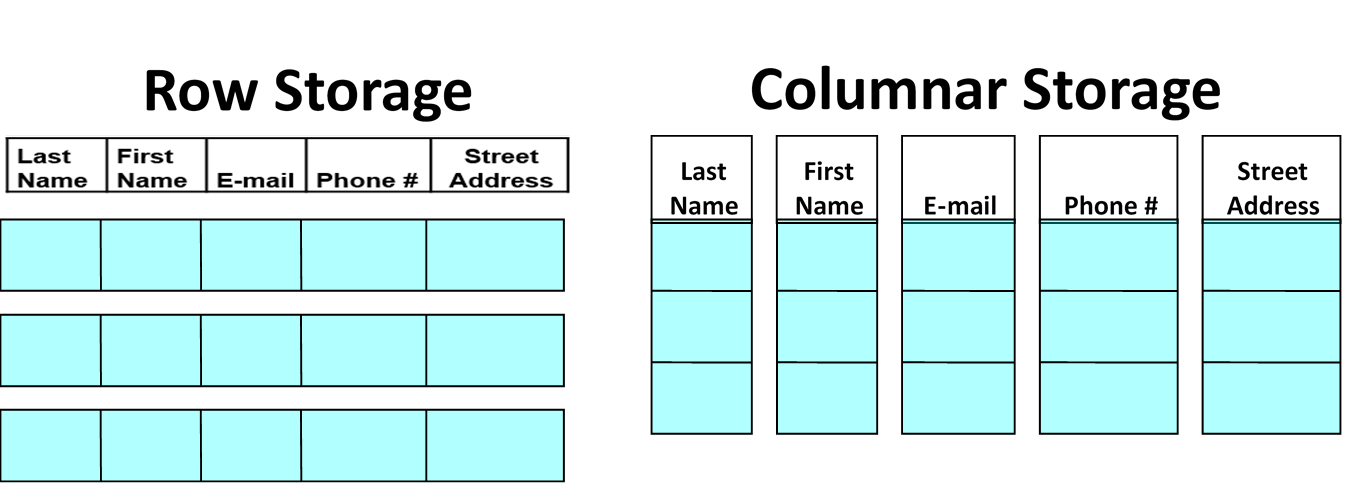 Row Storage
Last Name
First Name
E-mail
Phone #
Street Address
Columnar Storage
Last Name
First Name
E-mail
Phone #
Street Address